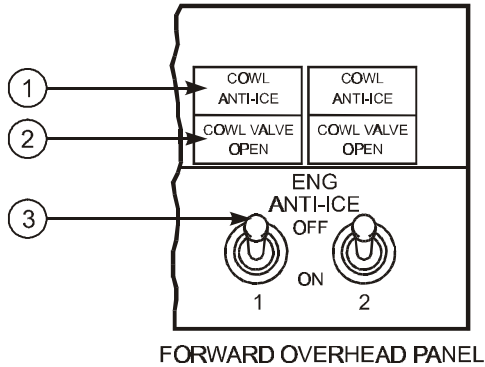 1
COWL
ANTI-ICE
COWL
ANTI-ICE
2
COWL VALVE
OPEN
COWL VALVE
OPEN
ENG
ANTI-ICE
3
OFF
ON
1
2
FORWARD OVERHEAD PANEL